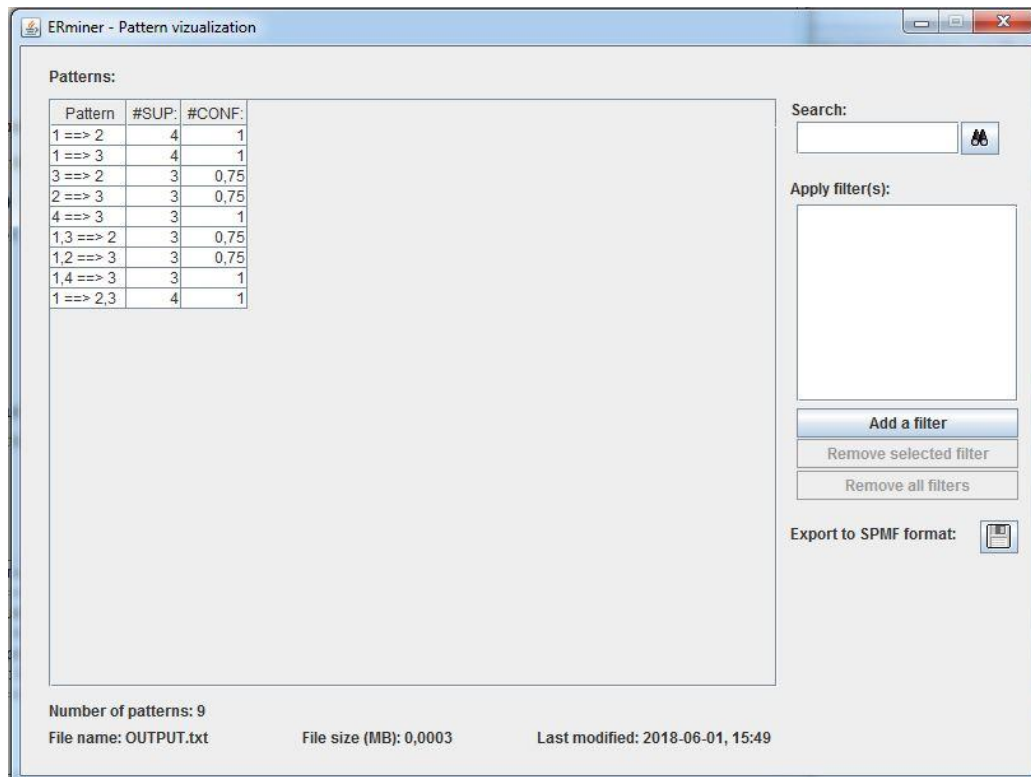 ERminer - Pattern vizualization
Patterns:
Pattern #SUP: #CONF:
1 ==> 2 4 1
1 ==> 3 4 1
3 ==> 2 3 0,75
2 ==> 3 3 0,75
4 ==> 3 3 1
1,3 ==> 2 3 0,75
1,2 ==> 3 3 0,75
1,4 ==> 3 3 1
1 ==> 2,3 4 1
Search:
Apply filter(s):
Add a filter
Remove selected filter
Remove all filters
Export to SPMF format:
Number of patterns: 9
File name: OUTPUT.txt File size (MB): 0,0003 Last modified: 2018-06-01, 15:49